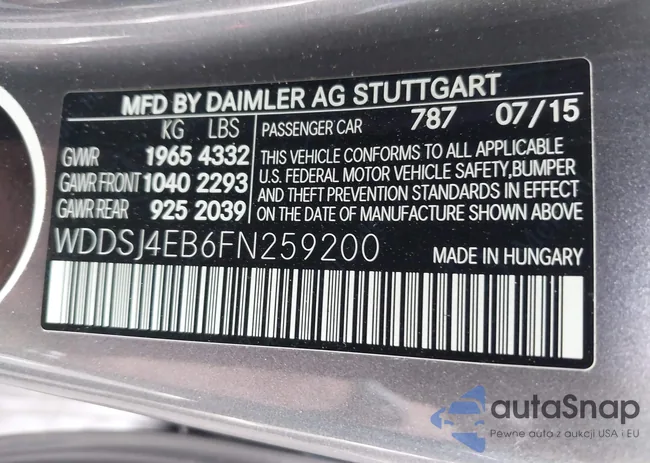 MFD BY DAIMLER AG STUTTGART
KG LBS PASSENGER CAR 787 07/15
GVWR 1965 4332
GAWR FRONT 1040 2293
GAWR REAR 925 2039
THIS VEHICLE CONFORMS TO ALL APPLICABLE
U.S. FEDERAL MOTOR VEHICLE SAFETY,BUMPER
AND THEFT PREVENTION STANDARDS IN EFFECT
ON THE DATE OF MANUFACTURE SHOWN ABOVE
WDDSJ4EB6FN259200 MADE IN HUNGARY
autaSnap
Pewne auta z aukcji USA i EU